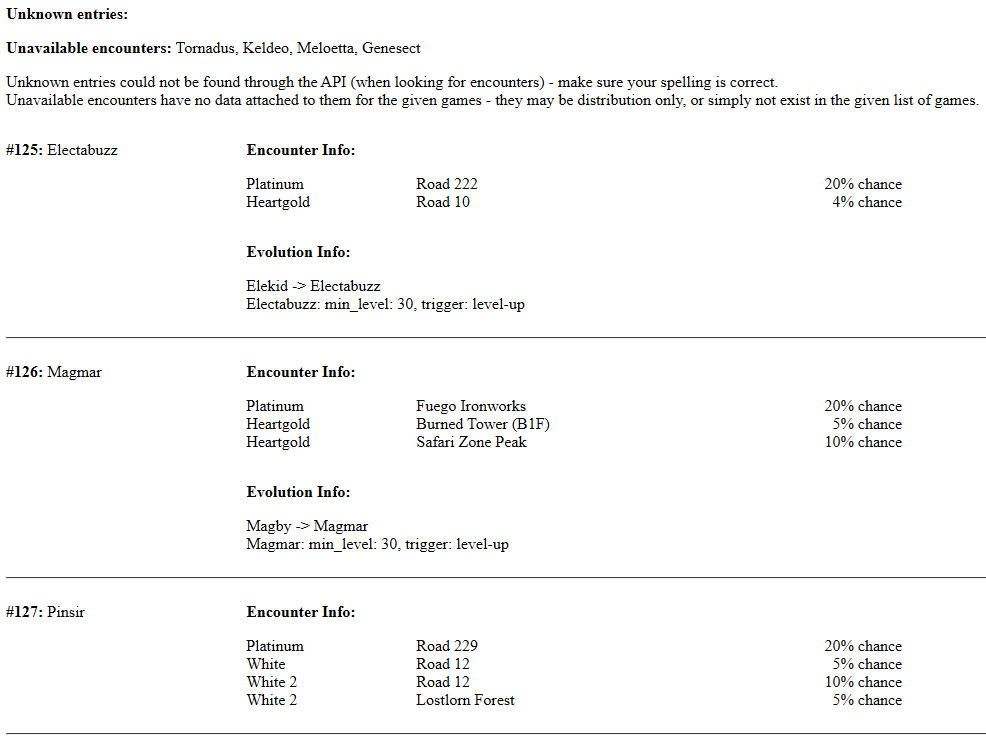 Unknown entries:
Unavailable encounters: Tornadus, Keldeo, Meloetta, Genesect
Unknown entries could not be found through the API (when looking for encounters) - make sure your spelling is correct.
Unavailable encounters have no data attached to them for the given games - they may be distribution only, or simply not exist in the given list of games.
#125: Electabuzz Encounter Info:
Platinum Road 222 20% chance
Heartgold Road 10 4% chance
Evolution Info:
Elekid -> Electabuzz
Electabuzz: min_level: 30, trigger: level-up
#126: Magmar Encounter Info:
Platinum Fuego Ironworks 20% chance
Heartgold Burned Tower (B1F) 5% chance
Heartgold Safari Zone Peak 10% chance
Evolution Info:
Magby -> Magmar
Magmar: min_level: 30, trigger: level-up
#127: Pinsir Encounter Info:
Platinum Road 229 20% chance
White Road 12 5% chance
White 2 Road 12 10% chance
White 2 Lostlorn Forest 5% chance